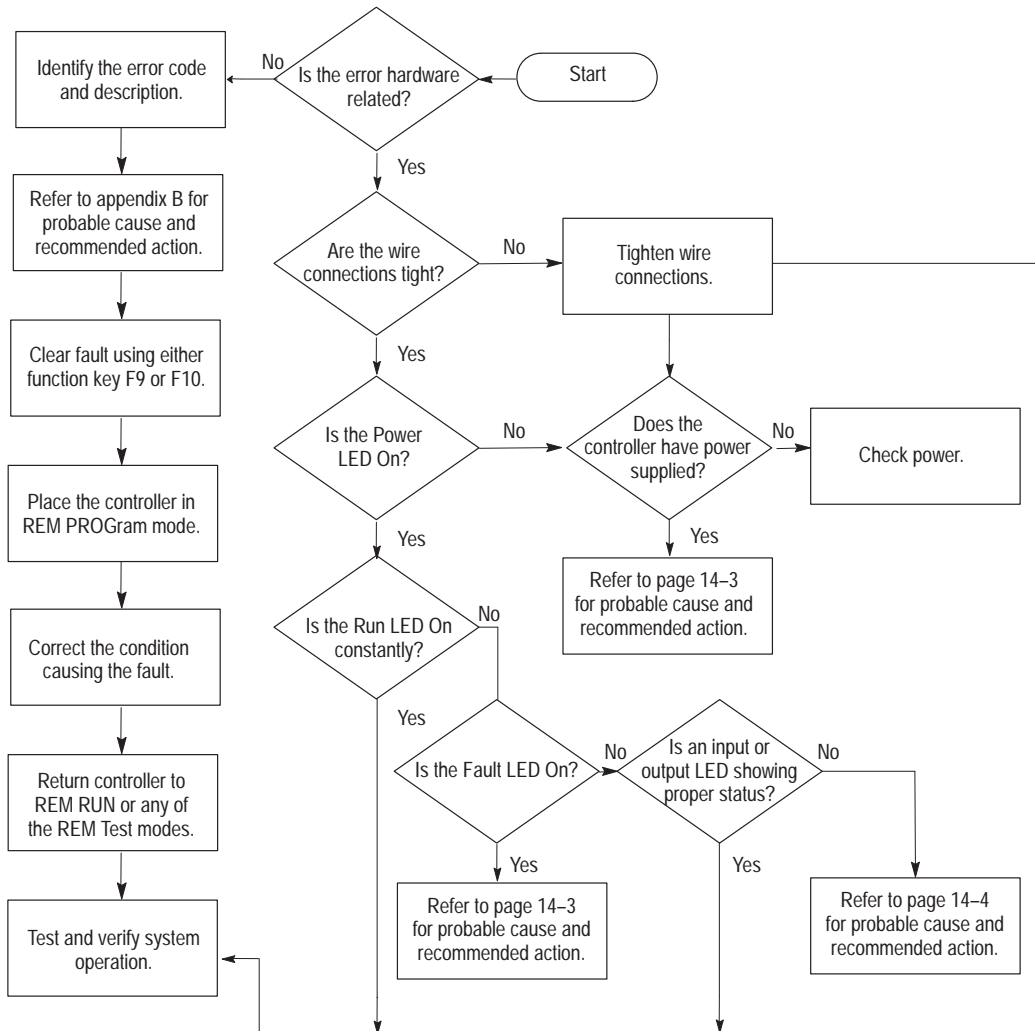 Start
Is the error hardware
related?
No
Identify the error code
and description.
Refer to appendix B for
probable cause and
recommended action.
Clear fault using either
function key F9 or F10.
Place the controller in
REM PROGram mode.
Correct the condition
causing the fault.
Return controller to
REM RUN or any of
the REM Test modes.
Test and verify system
operation.
Yes
Are the wire
connections tight?
No
Tighten wire
connections.
Yes
Is the Power
LED On?
No
Does the
controller have power
supplied?
No
Check power.
Yes
Refer to page 14–3
for probable cause and
recommended action.
Yes
Is the Run LED On
constantly?
No
Yes
Is the Fault LED On?
No
Is an input or
output LED showing
proper status?
No
Yes
Refer to page 14–3
for probable cause and
recommended action.
Yes
Refer to page 14–4
for probable cause and
recommended action.